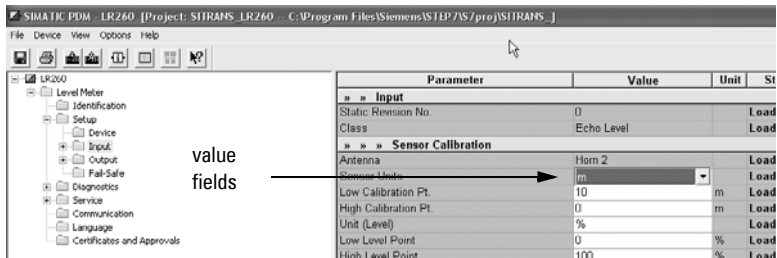 SIMATIC PDM - LR260 [Project: SITRANS_LR260 -- C:\Program Files\Siemens\STEP7\S7proj\SITRANS_]
File Device View Options Help
LR260
Level Meter
Identification
Setup
Device
Input
Output
Fail-Safe
Diagnostics
Service
Communication
Language
Certificates and Approvals
value
fields
Parameter Value Unit St
» » Input
Static Revision No. 0 Load
Class Echo Level Load
» » » Sensor Calibration
Antenna Horn 2 Load
Sensor Units m Load
Low Calibration Pt. 10 m Load
High Calibration Pt. 0 m Load
Unit (Level) % Load
Low Level Point 0 % Load
High Level Point 100 % Load